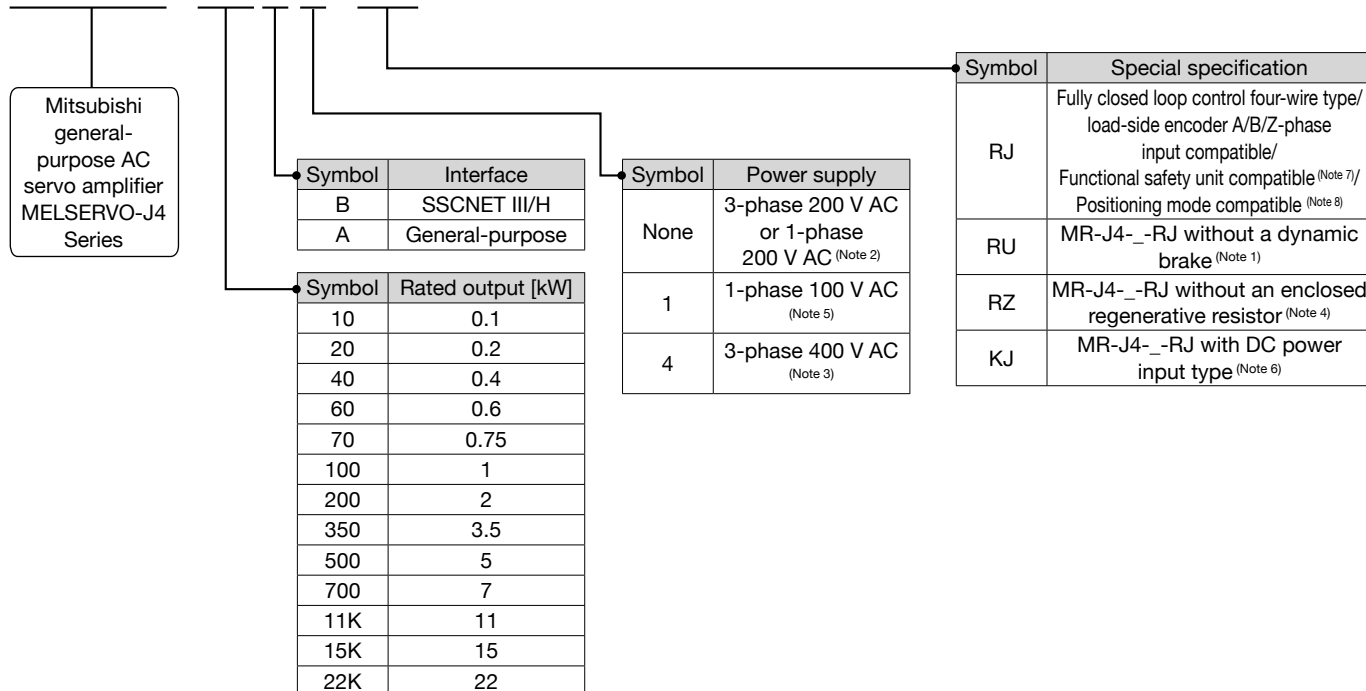 Mitsubishi
general-
purpose AC
servo amplifier
MELSERVO-J4
Series
Symbol Interface
B SSCNET III/H
A General-purpose
Symbol Rated output [kW]
10 0.1
20 0.2
40 0.4
60 0.6
70 0.75
100 1
200 2
350 3.5
500 5
700 7
11K 11
15K 15
22K 22
Symbol Power supply
None 3-phase 200 V AC
or 1-phase
200 V AC (Note 2)
1 1-phase 100 V AC
(Note 5)
4 3-phase 400 V AC
(Note 3)
Symbol Special specification
RJ Fully closed loop control four-wire type/
load-side encoder A/B/Z-phase
input compatible/
Functional safety unit compatible (Note 7)/
Positioning mode compatible (Note 8)
RU MR-J4-_-RJ without a dynamic
brake (Note 1)
RZ MR-J4-_-RJ without an enclosed
regenerative resistor (Note 4)
KJ MR-J4-_-RJ with DC power
input type (Note 6)